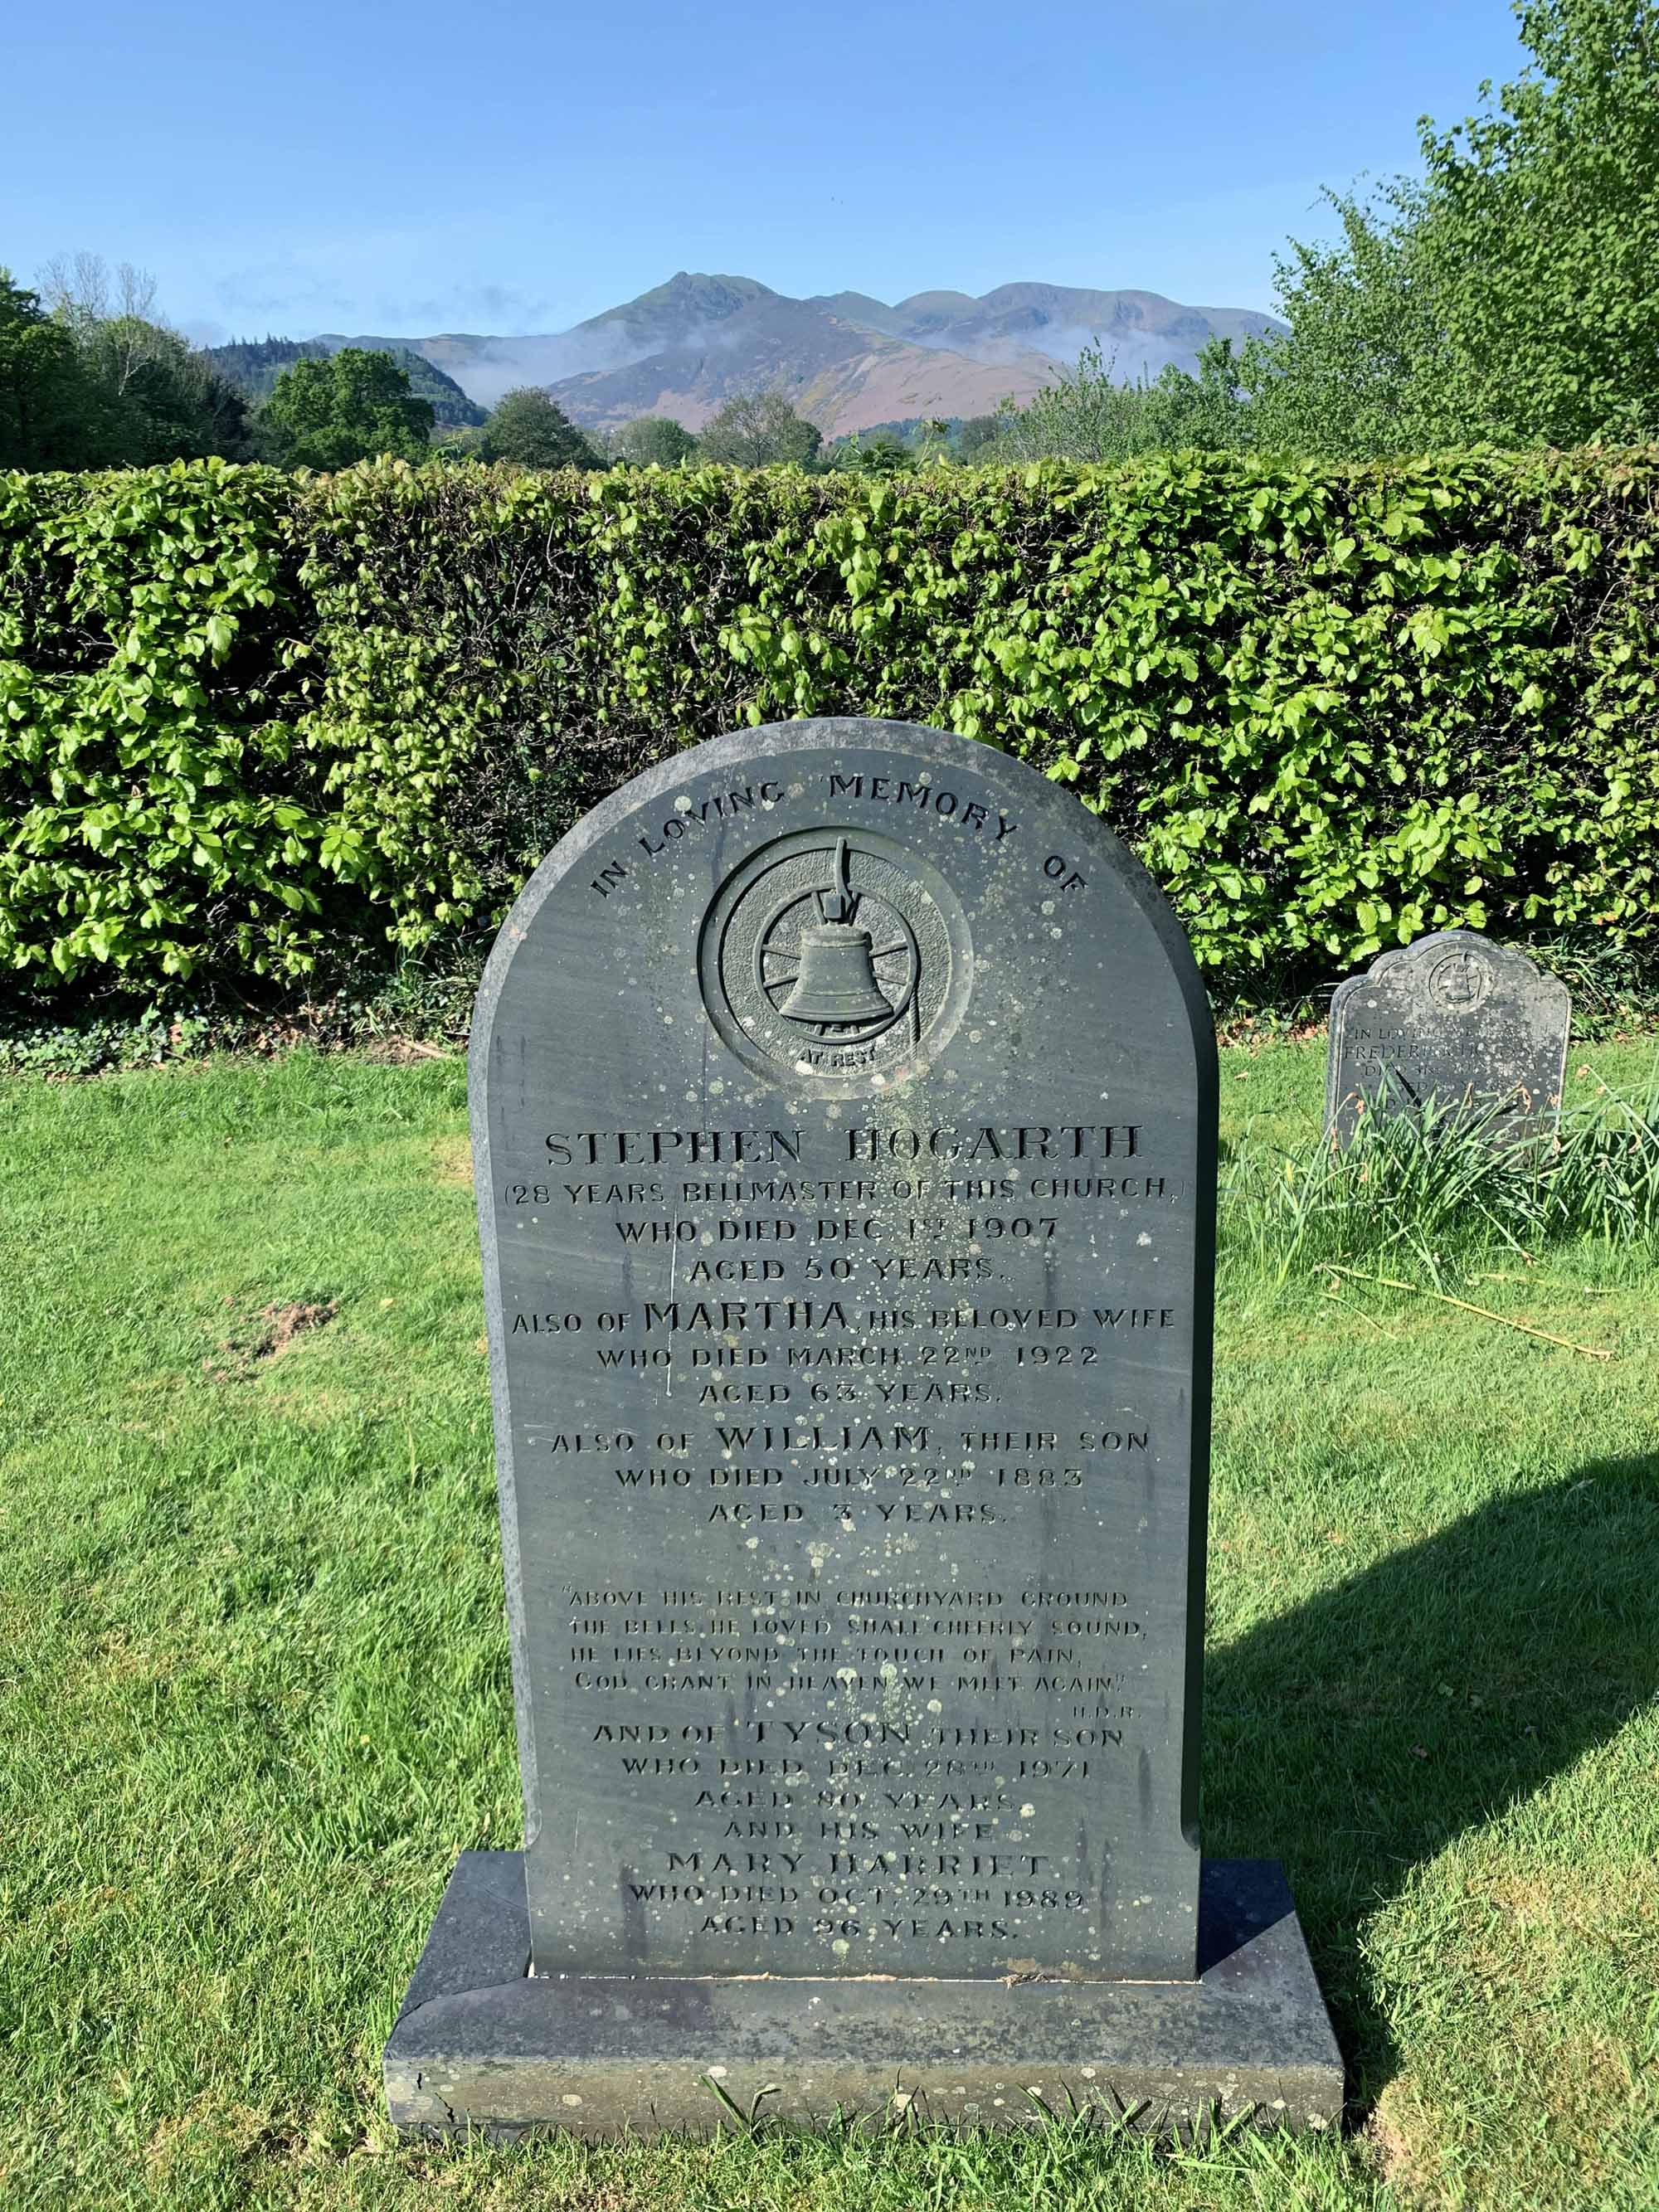 IN LOVING MEMORY OF
AT REST
STEPHEN HOGARTH
(28 YEARS BELLMASTER OF THIS CHURCH,)
WHO DIED DEC. 1ST 1907
AGED 50 YEARS.
ALSO OF MARTHA, HIS BELOVED WIFE
WHO DIED MARCH 22ND 1922
AGED 63 YEARS.
ALSO OF WILLIAM, THEIR SON
WHO DIED JULY 22ND 1883
AGED 3 YEARS.
"ABOVE HIS REST IN CHURCHYARD GROUND
THE BELLS HE LOVED SHALL CHEERLY SOUND,
HE LIES BEYOND THE TOUCH OF PAIN,
GOD GRANT IN HEAVEN WE MEET AGAIN."
H.D.R.
AND OF TYSON THEIR SON
WHO DIED DEC. 28TH 1971
AGED 80 YEARS.
AND HIS WIFE
MARY HARRIET
WHO DIED OCT. 29TH 1989
AGED 96 YEARS.
IN LOVING